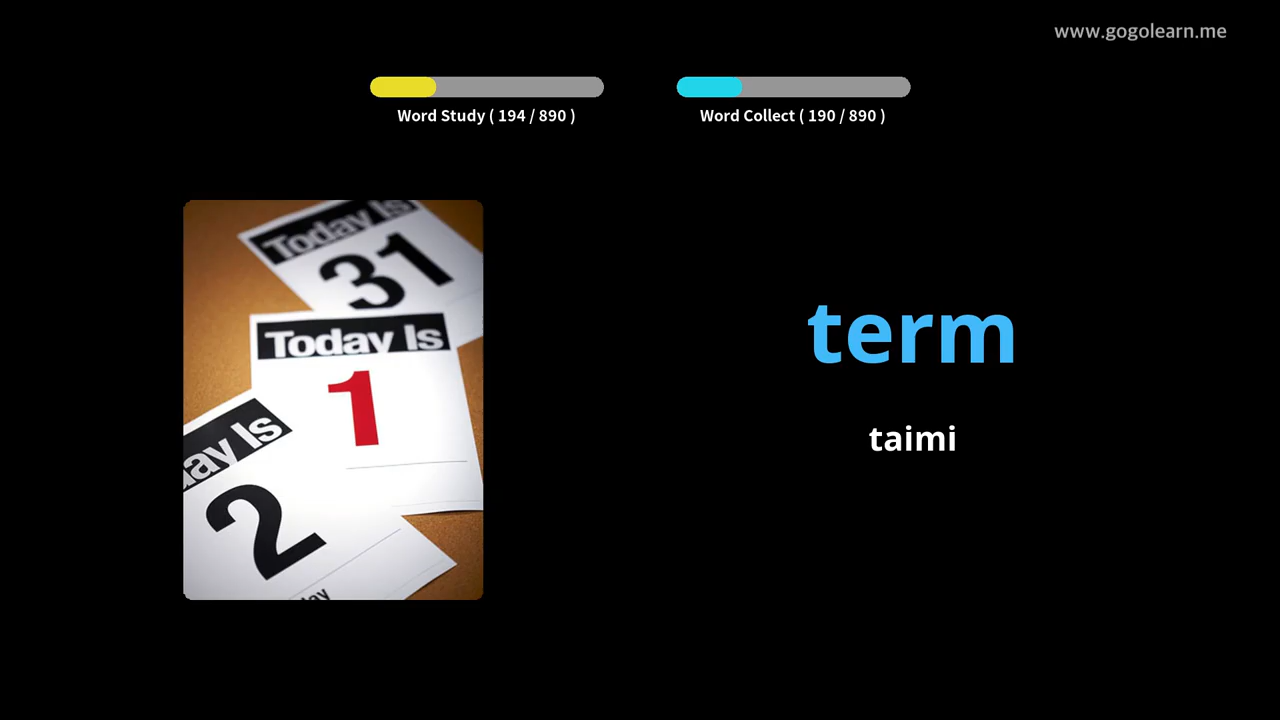 www.gogolearn.me
Word Study ( 194 / 890 )
Word Collect ( 190 / 890 )
Today Is
31
Today Is
1
ay Is
2
ay
term
taimi